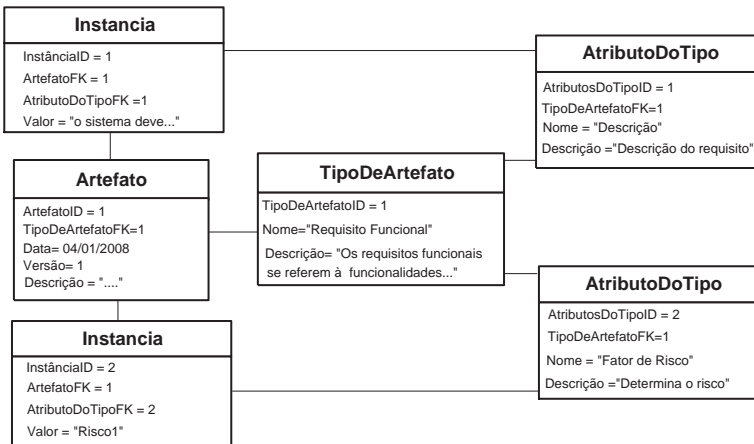 Instancia
InstânciaID = 1
ArtefatoFK = 1
AtributoDoTipoFK =1
Valor = "o sistema deve..."
AtributoDoTipo
AtributosDoTipoID = 1
TipoDeArtefatoFK=1
Nome = "Descrição"
Descrição ="Descrição do requisito"
Artefato
ArtefatoID = 1
TipoDeArtefatoFK=1
Data= 04/01/2008
Versão= 1
Descrição = "...."
TipoDeArtefato
TipoDeArtefatoID = 1
Nome="Requisito Funcional"
Descrição= "Os requisitos funcionais
se referem à funcionalidades..."
AtributoDoTipo
AtributosDoTipoID = 2
TipoDeArtefatoFK=1
Nome = "Fator de Risco"
Descrição ="Determina o risco"
Instancia
InstânciaID = 2
ArtefatoFK = 1
AtributoDoTipoFK = 2
Valor = "Risco1"